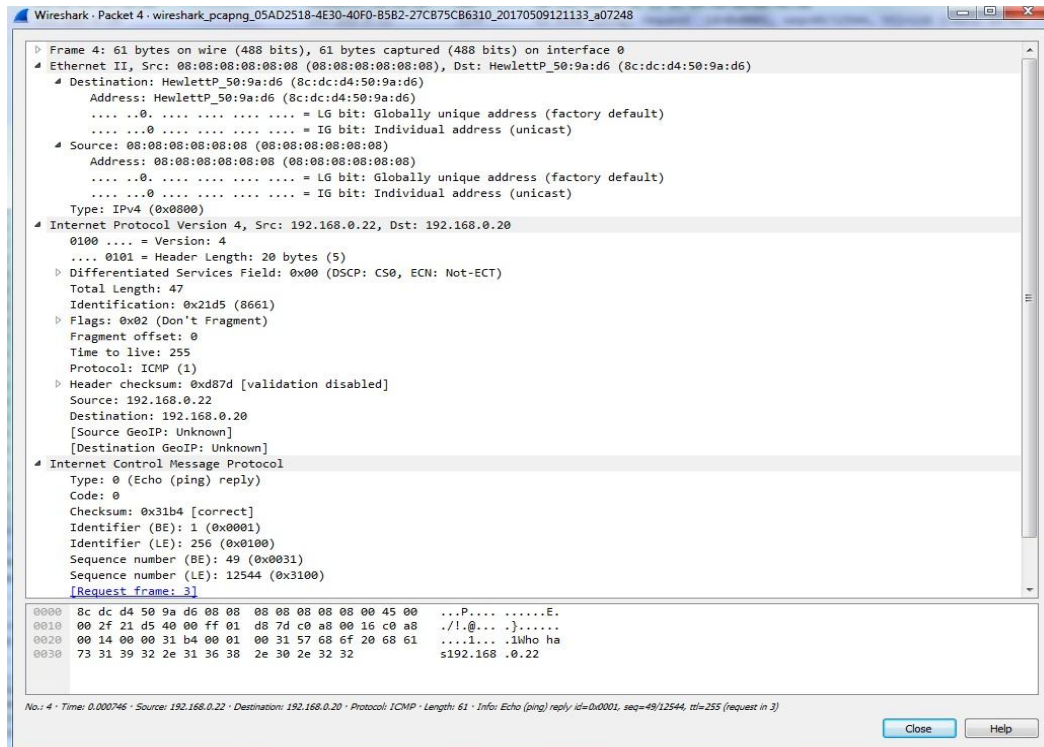 Wireshark · Packet 4 · wireshark_pcapng_05AD2518-4E30-40F0-B5B2-27CB75CB6310_20170509121133_a07248
Frame 4: 61 bytes on wire (488 bits), 61 bytes captured (488 bits) on interface 0
Ethernet II, Src: 08:08:08:08:08:08 (08:08:08:08:08:08), Dst: HewlettP_50:9a:d6 (8c:dc:d4:50:9a:d6)
Destination: HewlettP_50:9a:d6 (8c:dc:d4:50:9a:d6)
Address: HewlettP_50:9a:d6 (8c:dc:d4:50:9a:d6)
.... ..0. .... .... .... .... = LG bit: Globally unique address (factory default)
.... ...0 .... .... .... .... = IG bit: Individual address (unicast)
Source: 08:08:08:08:08:08 (08:08:08:08:08:08)
Address: 08:08:08:08:08:08 (08:08:08:08:08:08)
.... ..0. .... .... .... .... = LG bit: Globally unique address (factory default)
.... ...0 .... .... .... .... = IG bit: Individual address (unicast)
Type: IPv4 (0x0800)
Internet Protocol Version 4, Src: 192.168.0.22, Dst: 192.168.0.20
0100 .... = Version: 4
.... 0101 = Header Length: 20 bytes (5)
Differentiated Services Field: 0x00 (DSCP: CS0, ECN: Not-ECT)
Total Length: 47
Identification: 0x21d5 (8661)
Flags: 0x02 (Don't Fragment)
Fragment offset: 0
Time to live: 255
Protocol: ICMP (1)
Header checksum: 0xd87d [validation disabled]
Source: 192.168.0.22
Destination: 192.168.0.20
[Source GeoIP: Unknown]
[Destination GeoIP: Unknown]
Internet Control Message Protocol
Type: 0 (Echo (ping) reply)
Code: 0
Checksum: 0x31b4 [correct]
Identifier (BE): 1 (0x0001)
Identifier (LE): 256 (0x0100)
Sequence number (BE): 49 (0x0031)
Sequence number (LE): 12544 (0x3100)
[Request frame: 3]
0000 8c dc d4 50 9a d6 08 08 08 08 08 08 08 00 45 00 ...P.... ......E.
0010 00 2f 21 d5 40 00 ff 01 d8 7d c0 a8 00 16 c0 a8 ./!.@... .}......
0020 00 14 00 00 31 b4 00 01 00 31 57 68 6f 20 68 61 ....1... .1Who ha
0030 73 31 39 32 2e 31 36 38 2e 30 2e 32 32 s192.168 .0.22
No.: 4 · Time: 0.000746 · Source: 192.168.0.22 · Destination: 192.168.0.20 · Protocol: ICMP · Length: 61 · Info: Echo (ping) reply id=0x0001, seq=49/12544, ttl=255 (request in 3)
Close Help